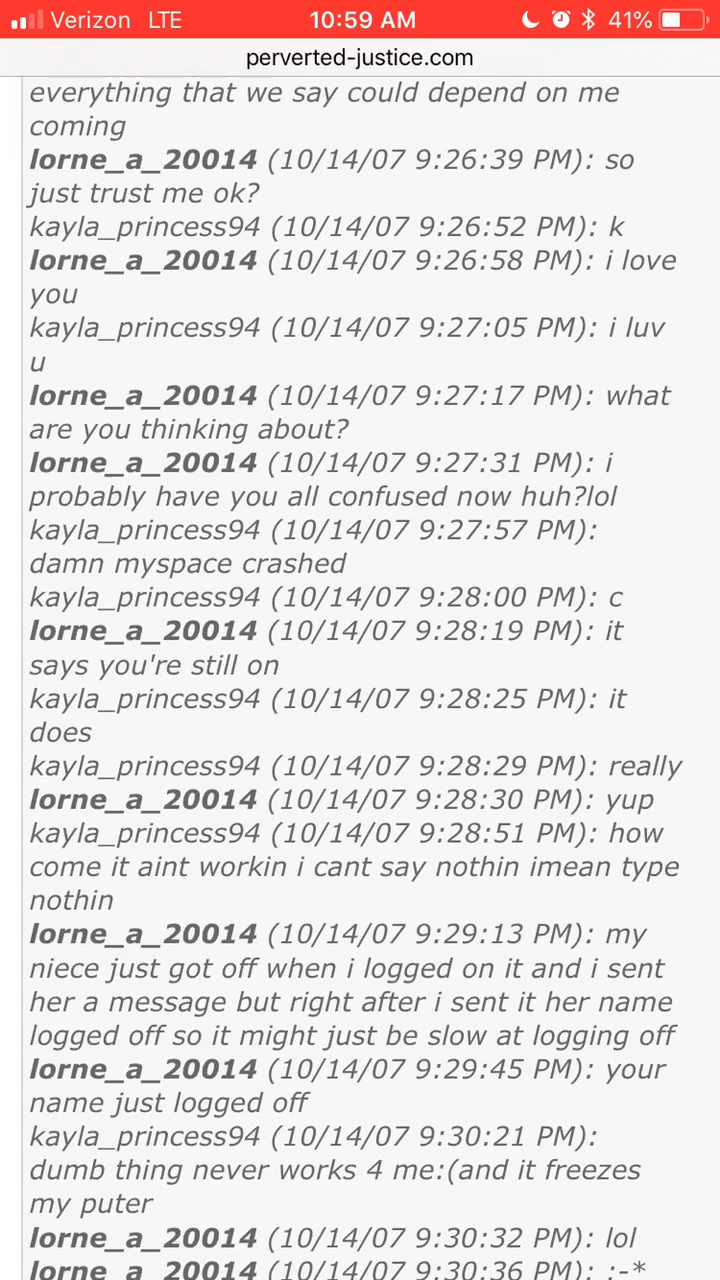 Verizon LTE 10:59 AM 41%
perverted-justice.com
everything that we say could depend on me
coming
lorne_a_20014 (10/14/07 9:26:39 PM): so
just trust me ok?
kayla_princess94 (10/14/07 9:26:52 PM): k
lorne_a_20014 (10/14/07 9:26:58 PM): i love
you
kayla_princess94 (10/14/07 9:27:05 PM): i luv
u
lorne_a_20014 (10/14/07 9:27:17 PM): what
are you thinking about?
lorne_a_20014 (10/14/07 9:27:31 PM): i
probably have you all confused now huh?lol
kayla_princess94 (10/14/07 9:27:57 PM):
damn myspace crashed
kayla_princess94 (10/14/07 9:28:00 PM): c
lorne_a_20014 (10/14/07 9:28:19 PM): it
says you're still on
kayla_princess94 (10/14/07 9:28:25 PM): it
does
kayla_princess94 (10/14/07 9:28:29 PM): really
lorne_a_20014 (10/14/07 9:28:30 PM): yup
kayla_princess94 (10/14/07 9:28:51 PM): how
come it aint workin i cant say nothin imean type
nothin
lorne_a_20014 (10/14/07 9:29:13 PM): my
niece just got off when i logged on it and i sent
her a message but right after i sent it her name
logged off so it might just be slow at logging off
lorne_a_20014 (10/14/07 9:29:45 PM): your
name just logged off
kayla_princess94 (10/14/07 9:30:21 PM):
dumb thing never works 4 me:(and it freezes
my puter
lorne_a_20014 (10/14/07 9:30:32 PM): lol
lorne_a_20014 (10/14/07 9:30:36 PM): :-*